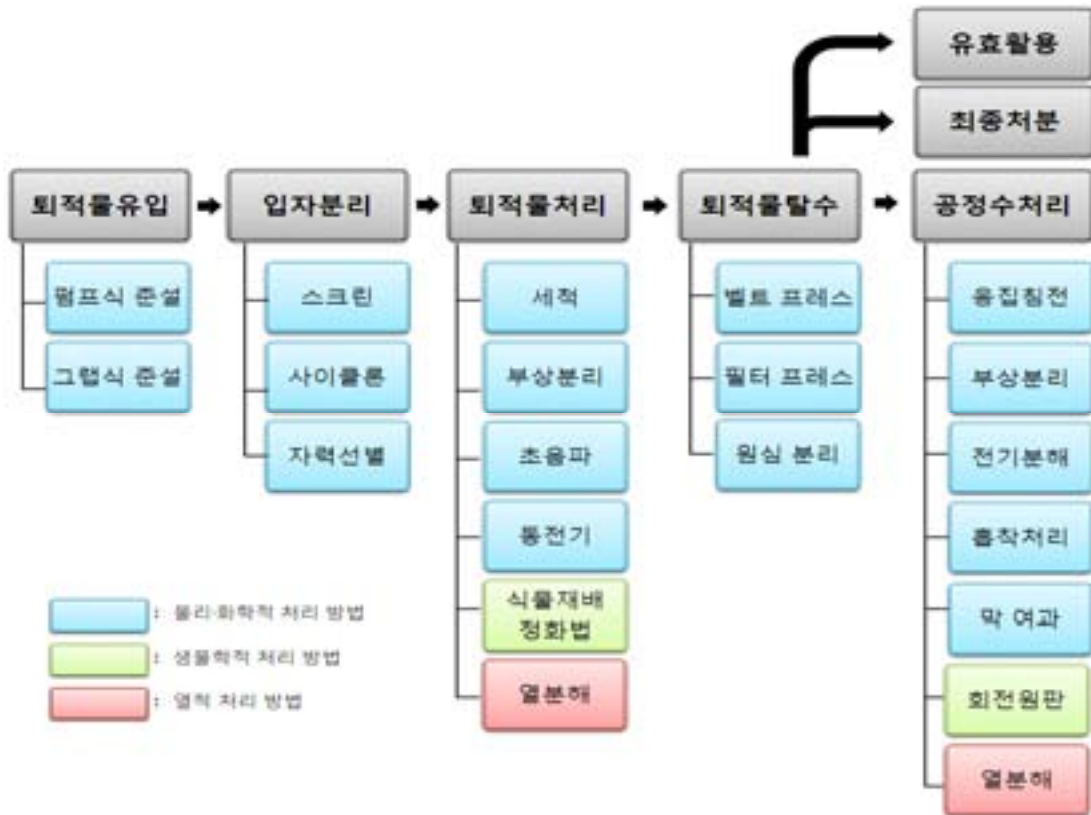 유효활용
최종처분
퇴적물유입
입자분리
퇴적물처리
퇴적물탈수
공정수처리
펌프식 준설
그랩식 준설
스크린
사이클론
자력선별
세척
부상분리
초음파
동전기
식물재배
정화법
열분해
벨트 프레스
필터 프레스
원심 분리
응집침전
부상분리
전기분해
흡착처리
막 여과
회전원판
열분해
: 물리·화학적 처리 방법
: 생물학적 처리 방법
: 열적 처리 방법